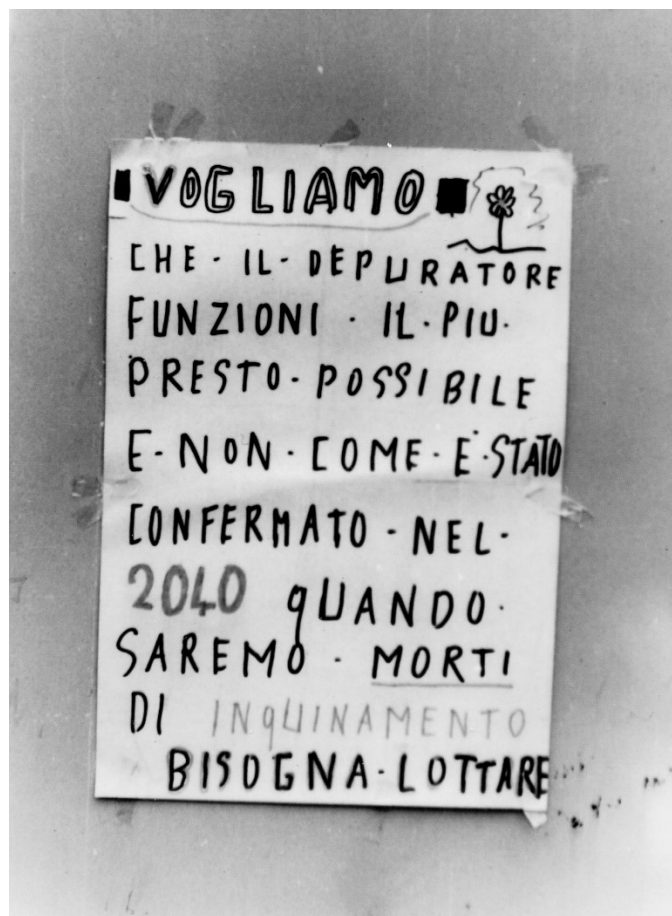 VOGLIAMO
CHE · IL · DEPURATORE
FUNZIONI · IL · PIU ·
PRESTO · POSSIBILE
E · NON · COME · E' · STATO
CONFERMATO · NEL ·
2040 QUANDO ·
SAREMO · MORTI
DI INQUINAMENTO
BISOGNA · LOTTARE